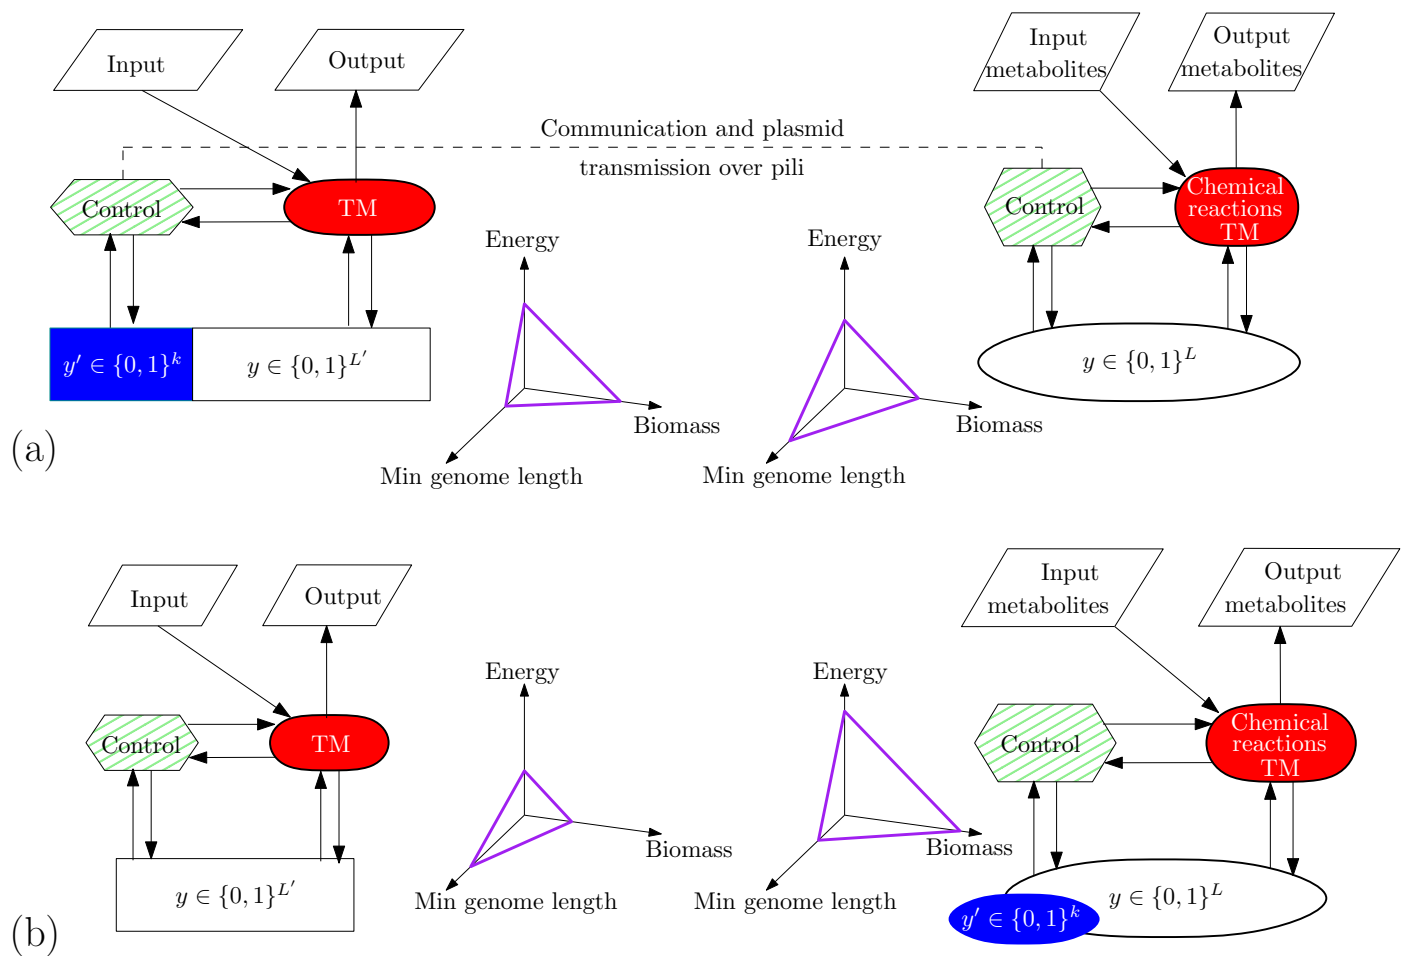 Input
Output
Input
metabolites
Output
metabolites
Communication and plasmid
transmission over pili
Control
TM
Control
Chemical
reactions
TM
Energy
Energy
y′ ∈ {0, 1}^k
y ∈ {0, 1}^{L′}
y ∈ {0, 1}^L
Biomass
Biomass
(a)
Min genome length
Min genome length
Input
Output
Input
metabolites
Output
metabolites
Energy
Energy
Control
TM
Control
Chemical
reactions
TM
Biomass
Biomass
y ∈ {0, 1}^{L′}
Min genome length
Min genome length
y ∈ {0, 1}^L
y′ ∈ {0, 1}^k
(b)